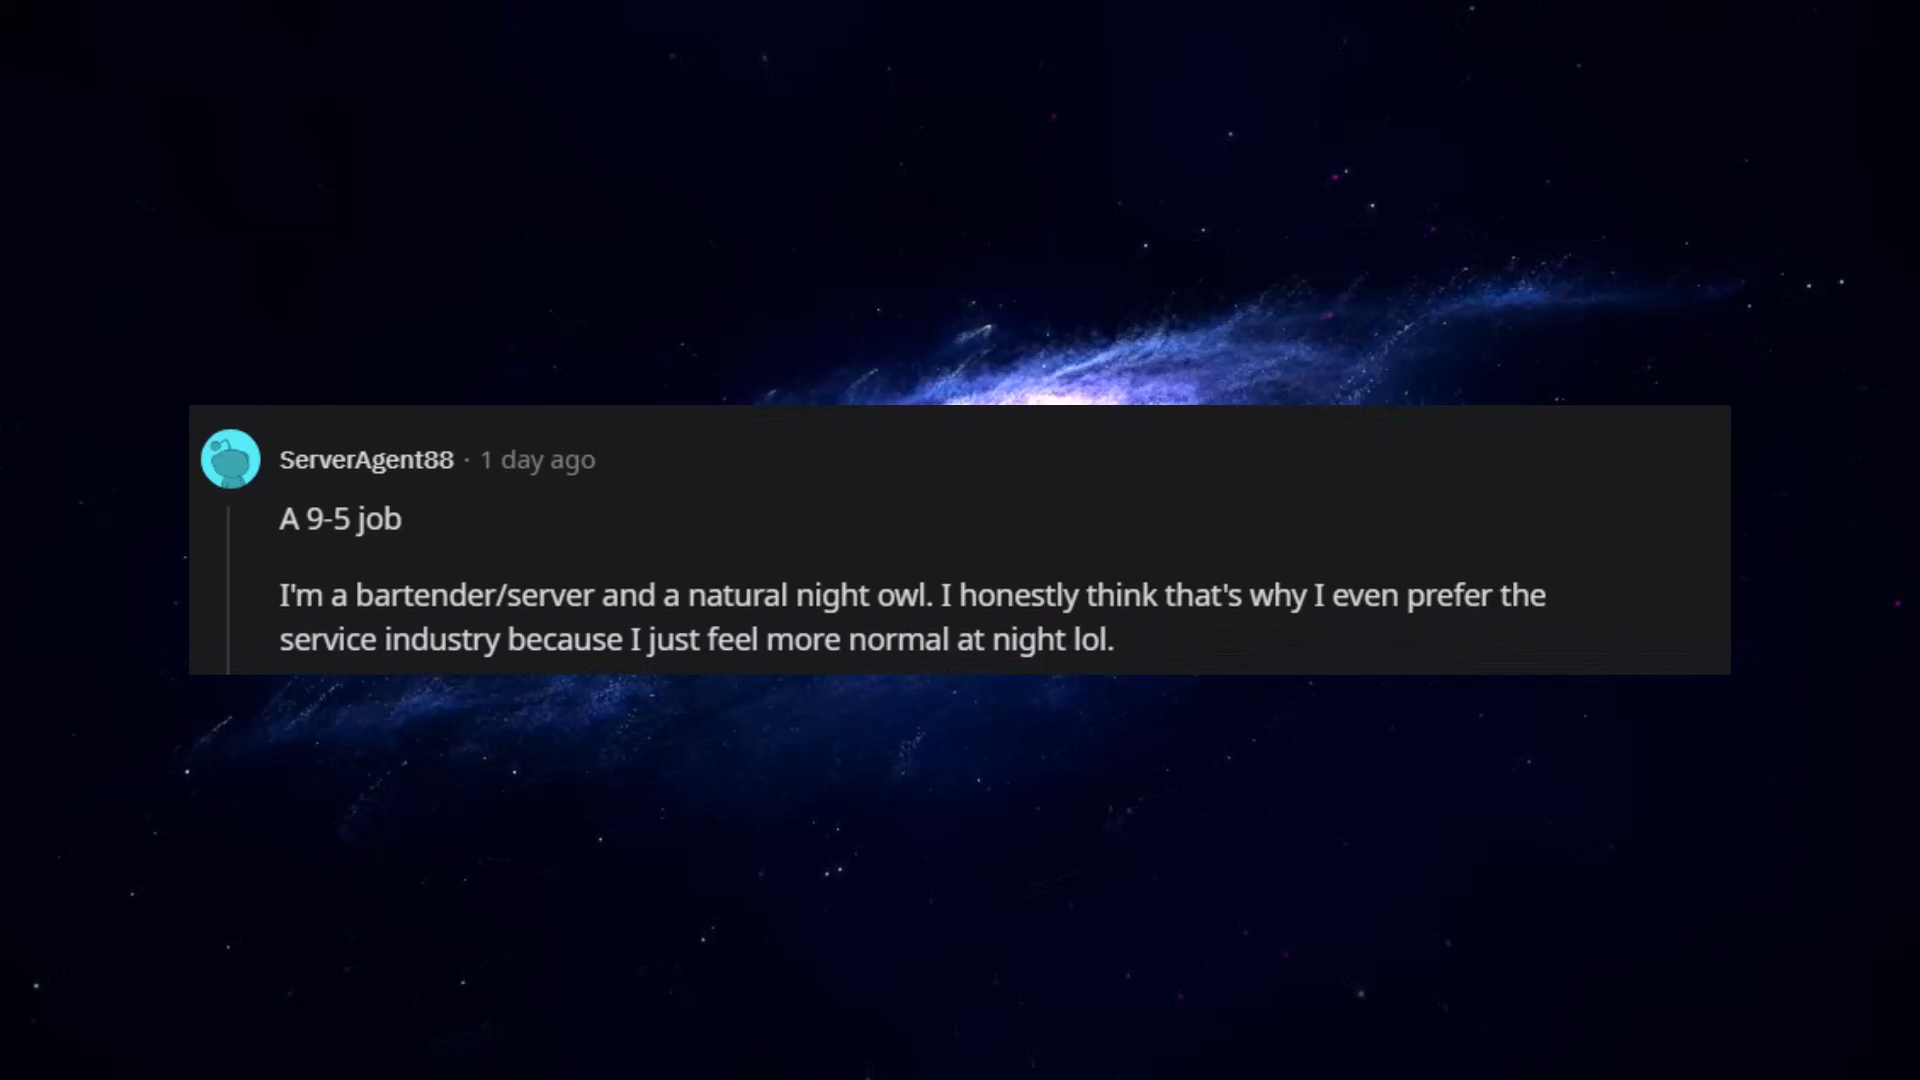 ServerAgent88 · 1 day ago
A 9-5 job
I'm a bartender/server and a natural night owl. I honestly think that's why I even prefer the
service industry because I just feel more normal at night lol.